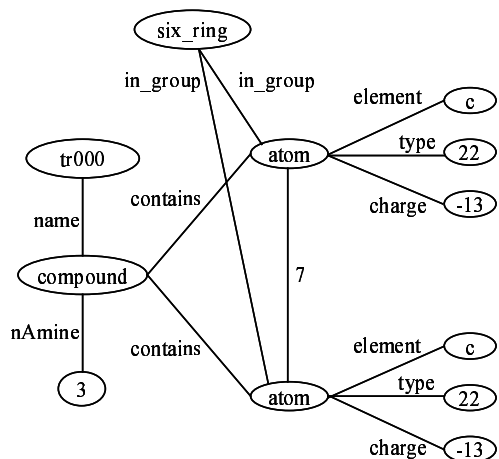 six_ring
in_group
in_group
element
c
tr000
atom
type
22
contains
charge
-13
name
compound
7
nAmine
contains
element
c
3
atom
type
22
charge
-13